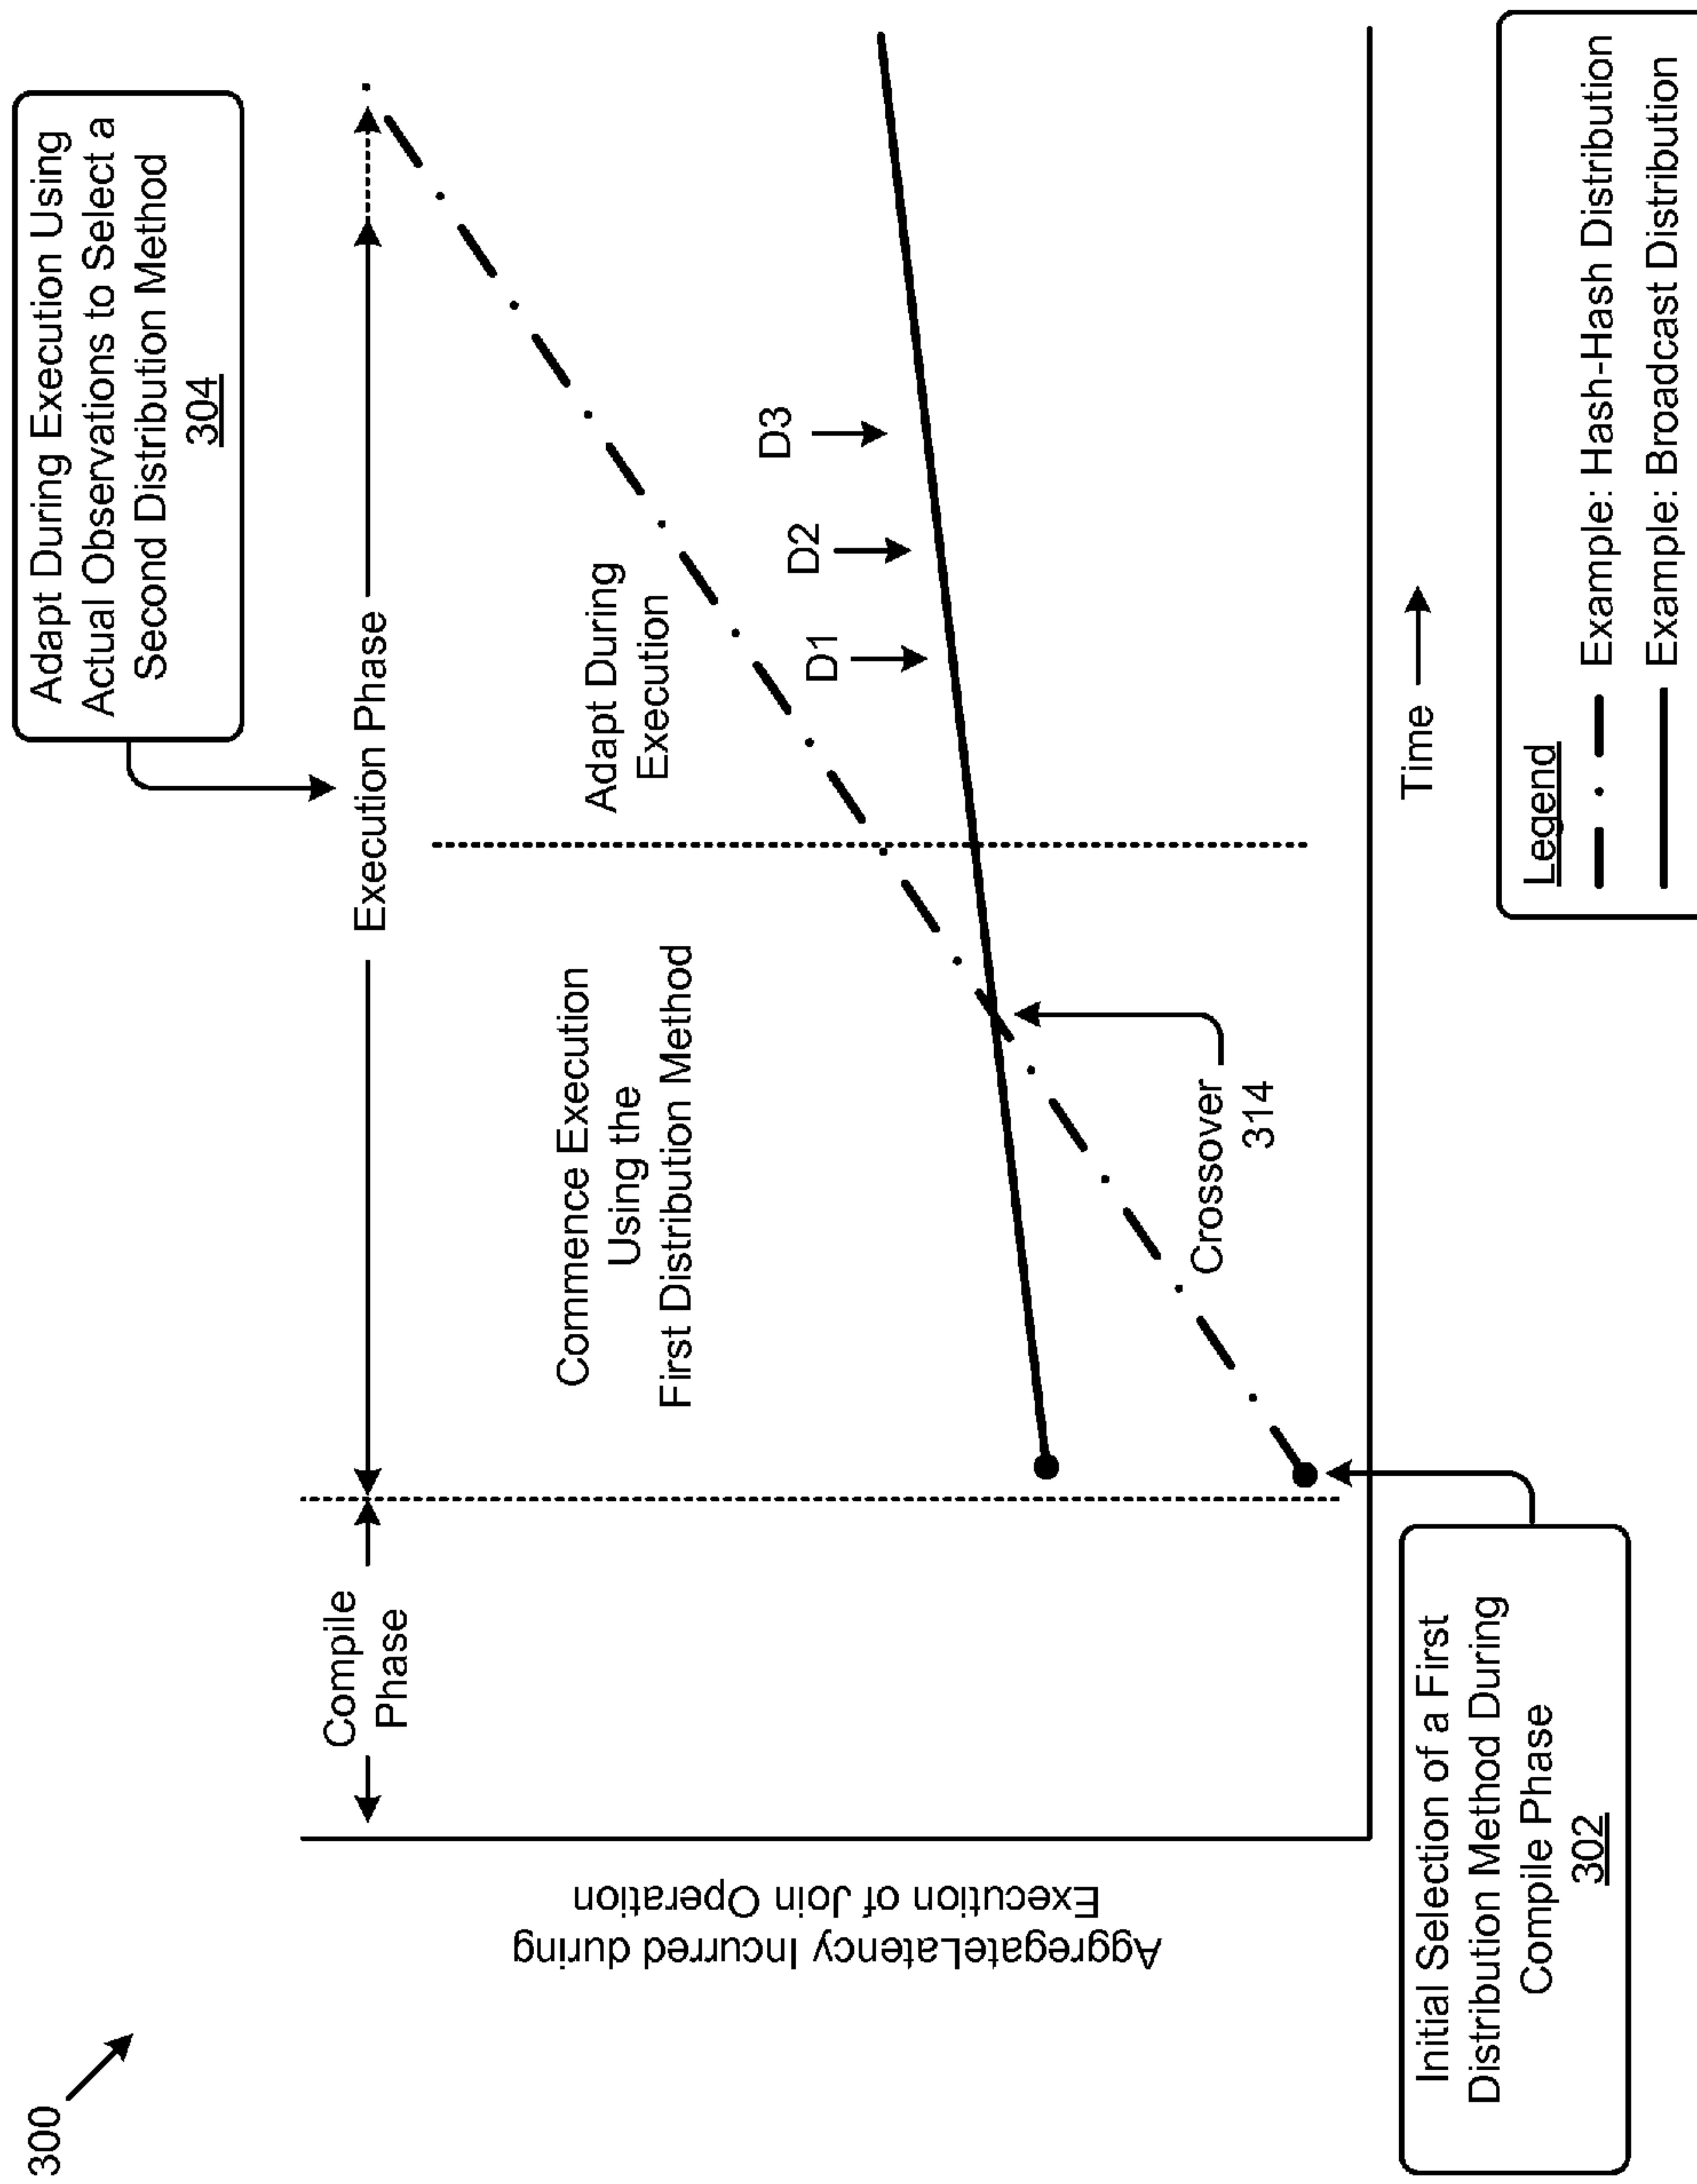 300
Adapt During Execution Using
Actual Observations to Select a
Second Distribution Method
304
Compile
Phase
Execution Phase
Commence Execution
Using the
First Distribution Method
Adapt During
Execution
D1
D2
D3
AggregateLatency Incurred during
Execution of Join Operation
Crossover
314
Time
Initial Selection of a First
Distribution Method During
Compile Phase
302
Legend
Example: Hash-Hash Distribution
Example: Broadcast Distribution